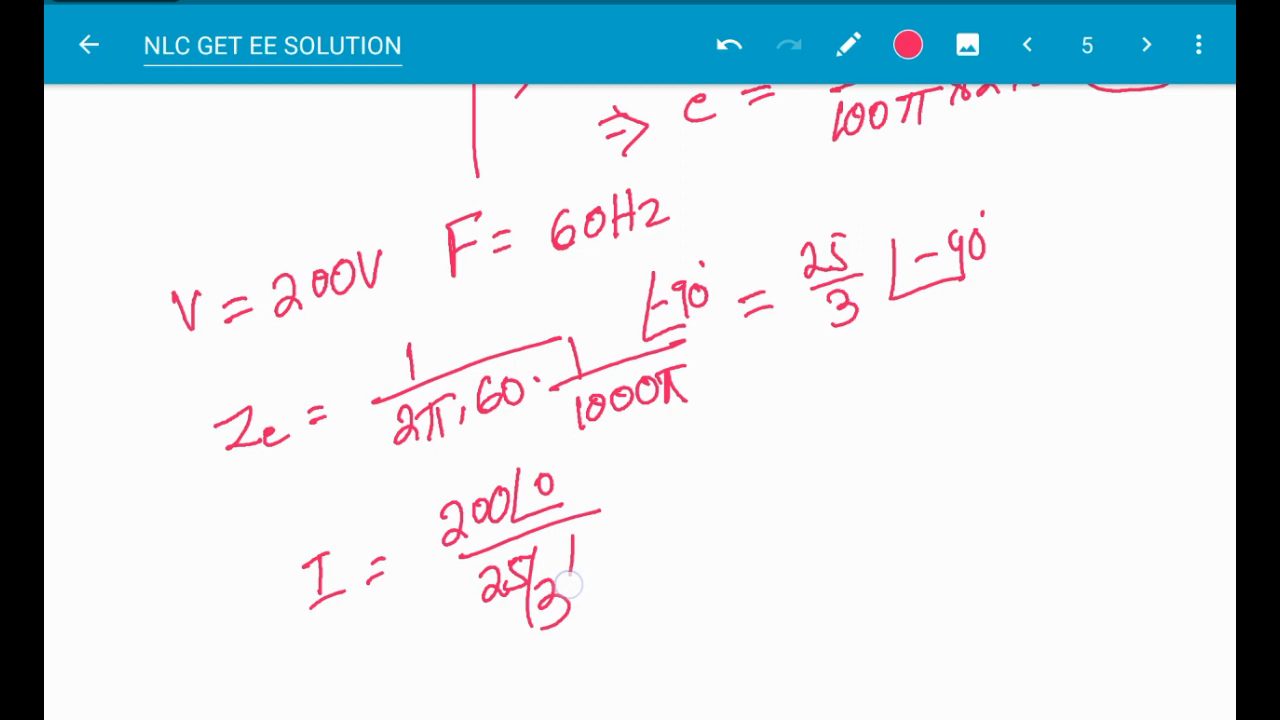 NLC GET EE SOLUTION
5
⇒ e =
100π
V = 200V F = 60Hz
Ze = 1/(2π.60 . 1/1000π) ∠-90° = 25/3 ∠-90°
I = 200∠0 / 25/3